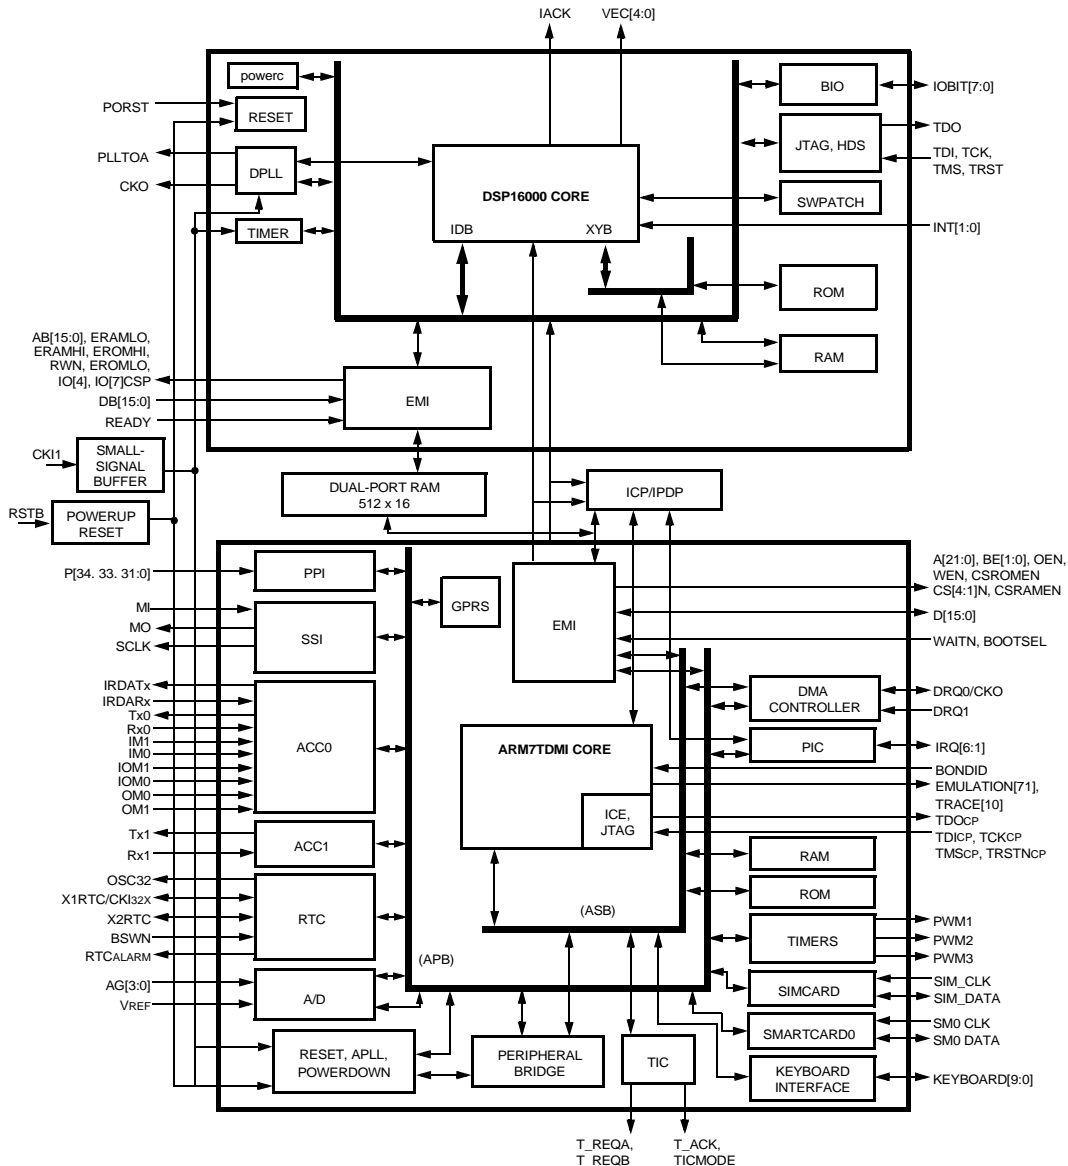 IACK
VEC[4:0]
powerc
PORST
RESET
PLLTOA
CKO
DPLL
TIMER
DSP16000 CORE
IDB
XYB
BIO
IOBIT[7:0]
JTAG, HDS
TDO
TDI, TCK,
TMS, TRST
SWPATCH
INT[1:0]
ROM
RAM
AB[15:0], ERAMLO,
ERAMHI, EROMHI,
RWN, EROMLO,
IO[4], IO[7]CSP
DB[15:0]
READY
EMI
CKI1
SMALL-
SIGNAL
BUFFER
RSTB
POWERUP
RESET
DUAL-PORT RAM
512 x 16
ICP/IPDP
P[34. 33. 31:0]
PPI
MI
MO
SCLK
SSI
GPRS
EMI
A[21:0], BE[1:0], OEN,
WEN, CSROMEN
CS[4:1]N, CSRAMEN
D[15:0]
WAITN, BOOTSEL
IRDATx
IRDARx
Tx0
Rx0
IM1
IM0
IOM1
IOM0
OM0
OM1
ACC0
DMA
CONTROLLER
DRQ0/CKO
DRQ1
PIC
IRQ[6:1]
ARM7TDMI CORE
ICE,
JTAG
BONDID
EMULATION[71],
TRACE[10]
TDOCP
TDICP, TCKCP
TMSCP, TRSTNCP
Tx1
Rx1
ACC1
RAM
ROM
OSC32
X1RTC/CKI32X
X2RTC
BSWN
RTCALARM
RTC
(ASB)
(APB)
TIMERS
PWM1
PWM2
PWM3
AG[3:0]
VREF
A/D
SIMCARD
SIM_CLK
SIM_DATA
SMARTCARD0
SM0 CLK
SM0 DATA
RESET, APLL,
POWERDOWN
PERIPHERAL
BRIDGE
TIC
KEYBOARD
INTERFACE
KEYBOARD[9:0]
T_REQA,
T_REQB
T_ACK,
TICMODE